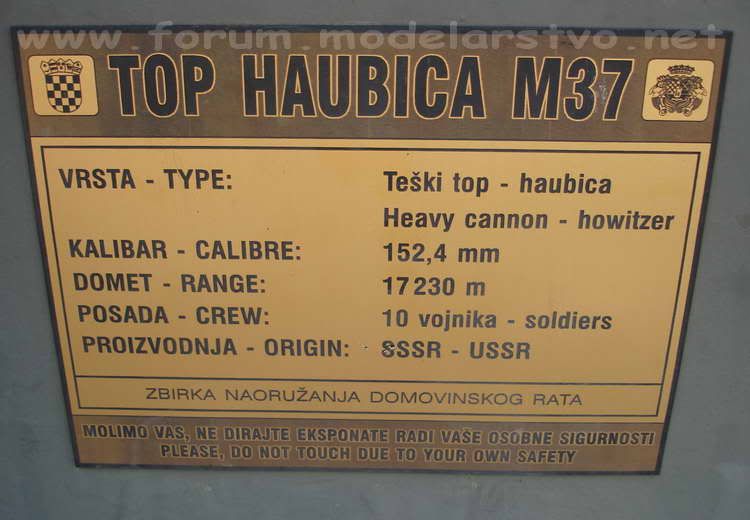 www.forum.modelarstvo.net
TOP HAUBICA M37
VRSTA - TYPE: Teški top - haubica
Heavy cannon - howitzer
KALIBAR - CALIBRE: 152,4 mm
DOMET - RANGE: 17230 m
POSADA - CREW: 10 vojnika - soldiers
PROIZVODNJA - ORIGIN: SSSR - USSR
ZBIRKA NAORUŽANJA DOMOVINSKOG RATA
MOLIMO VAS, NE DIRAJTE EKSPONATE RADI VAŠE OSOBNE SIGURNOSTI
PLEASE, DO NOT TOUCH DUE TO YOUR OWN SAFETY